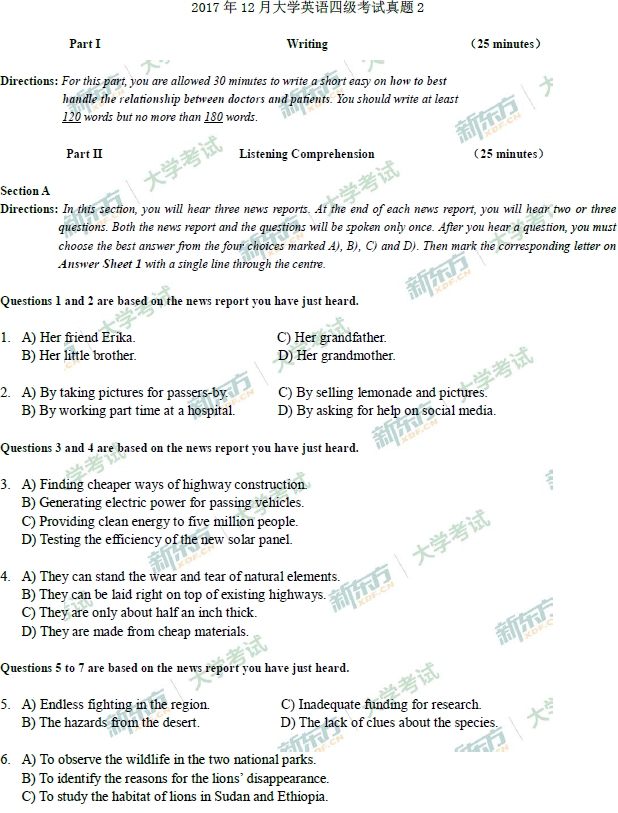 2017 年 12 月大学英语四级考试真题 2
Part I Writing （25 minutes）
Directions: For this part, you are allowed 30 minutes to write a short easy on how to best
handle the relationship between doctors and patients. You should write at least
120 words but no more than 180 words.
Part II Listening Comprehension （25 minutes）
Section A
Directions: In this section, you will hear three news reports. At the end of each news report, you will hear two or three
questions. Both the news report and the questions will be spoken only once. After you hear a question, you must
choose the best answer from the four choices marked A), B), C) and D). Then mark the corresponding letter on
Answer Sheet 1 with a single line through the centre.
Questions 1 and 2 are based on the news report you have just heard.
1. A) Her friend Erika. C) Her grandfather.
B) Her little brother. D) Her grandmother.
2. A) By taking pictures for passers-by. C) By selling lemonade and pictures.
B) By working part time at a hospital. D) By asking for help on social media.
Questions 3 and 4 are based on the news report you have just heard.
3. A) Finding cheaper ways of highway construction.
B) Generating electric power for passing vehicles.
C) Providing clean energy to five million people.
D) Testing the efficiency of the new solar panel.
4. A) They can stand the wear and tear of natural elements.
B) They can be laid right on top of existing highways.
C) They are only about half an inch thick.
D) They are made from cheap materials.
Questions 5 to 7 are based on the news report you have just heard.
5. A) Endless fighting in the region. C) Inadequate funding for research.
B) The hazards from the desert. D) The lack of clues about the species.
6. A) To observe the wildlife in the two national parks.
B) To identify the reasons for the lions' disappearance.
C) To study the habitat of lions in Sudan and Ethiopia.
新东方 XDF.CN 大学考试